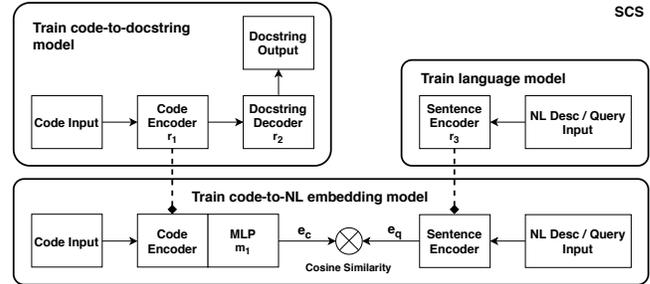 SCS
Train code-to-docstring
model
Docstring
Output
Code Input
Code
Encoder
r1
Docstring
Decoder
r2
Train language model
Sentence
Encoder
r3
NL Desc / Query
Input
Train code-to-NL embedding model
Code Input
Code
Encoder
MLP
m1
ec
eq
Cosine Similarity
Sentence
Encoder
NL Desc / Query
Input